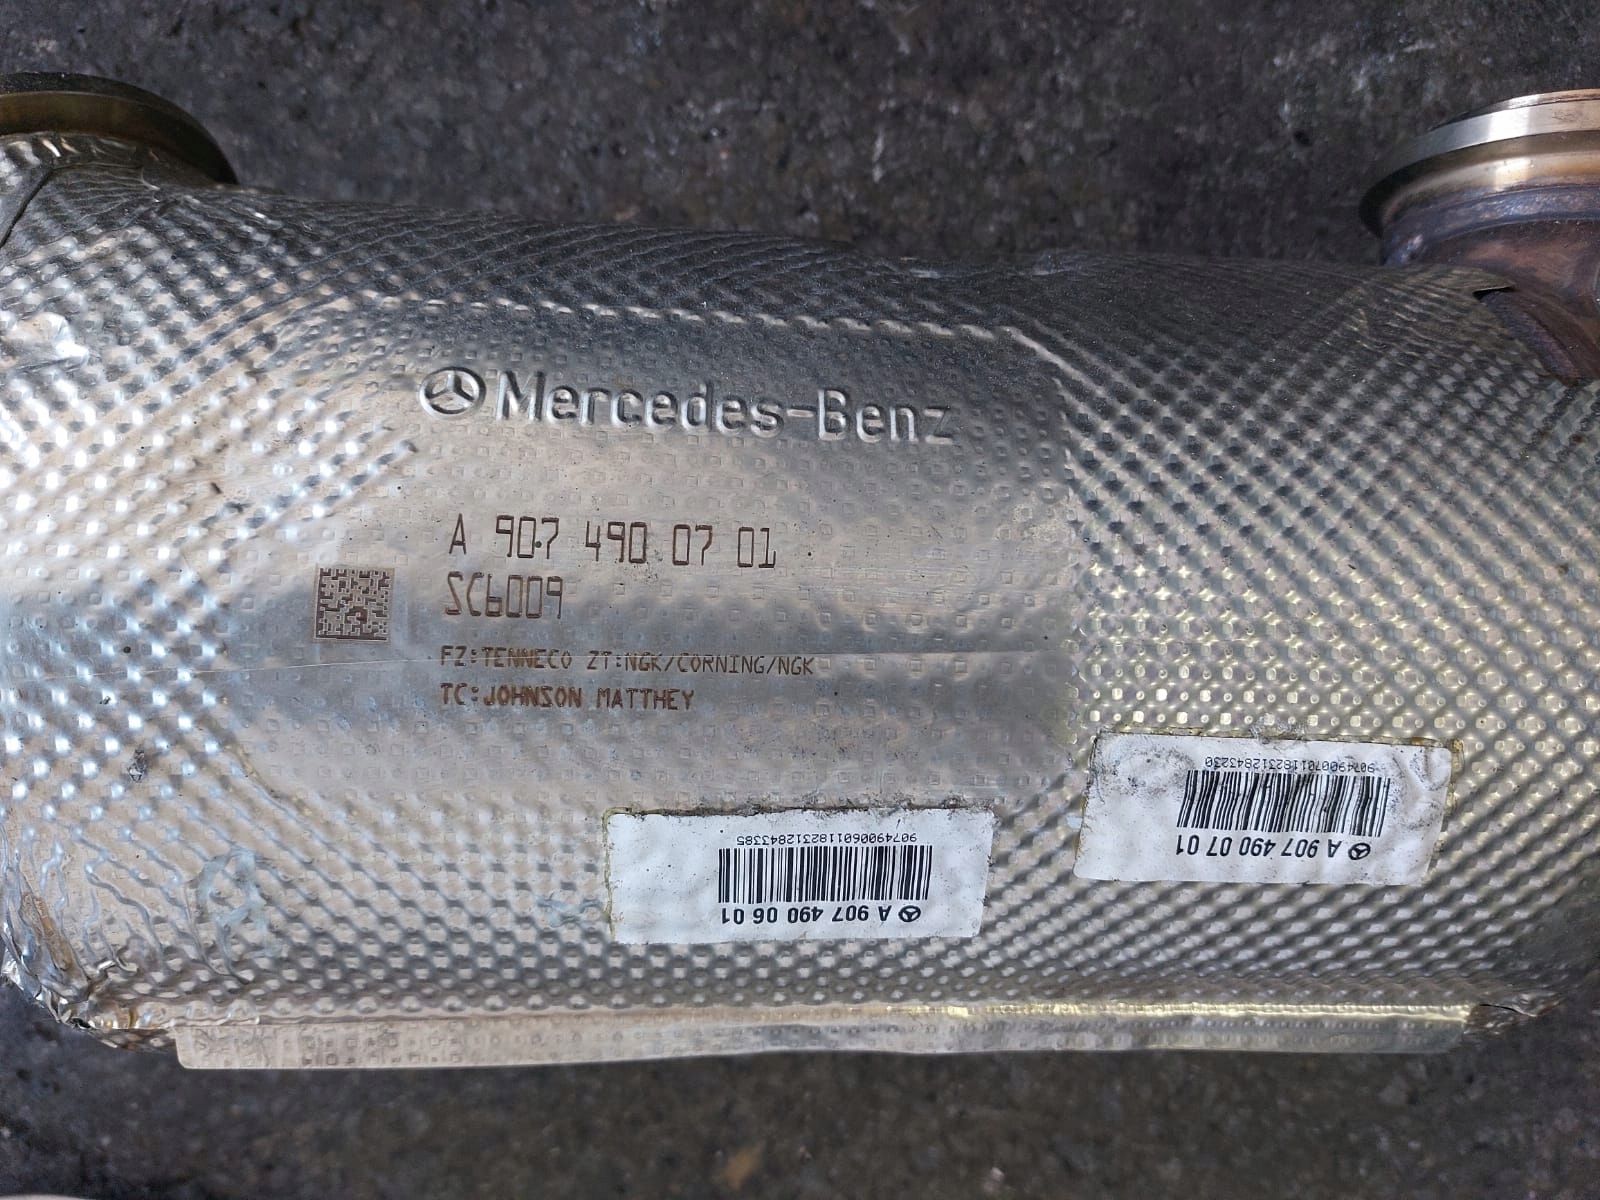 Mercedes-Benz
A 907 490 07 01
SC6009
FZ:TENNECO ZT:NGK/CORNING/NGK
TC:JOHNSON MATTHEY
A 907 490 06 01
9074900601182312843385
A 907 490 07 01
9074900701182312843230